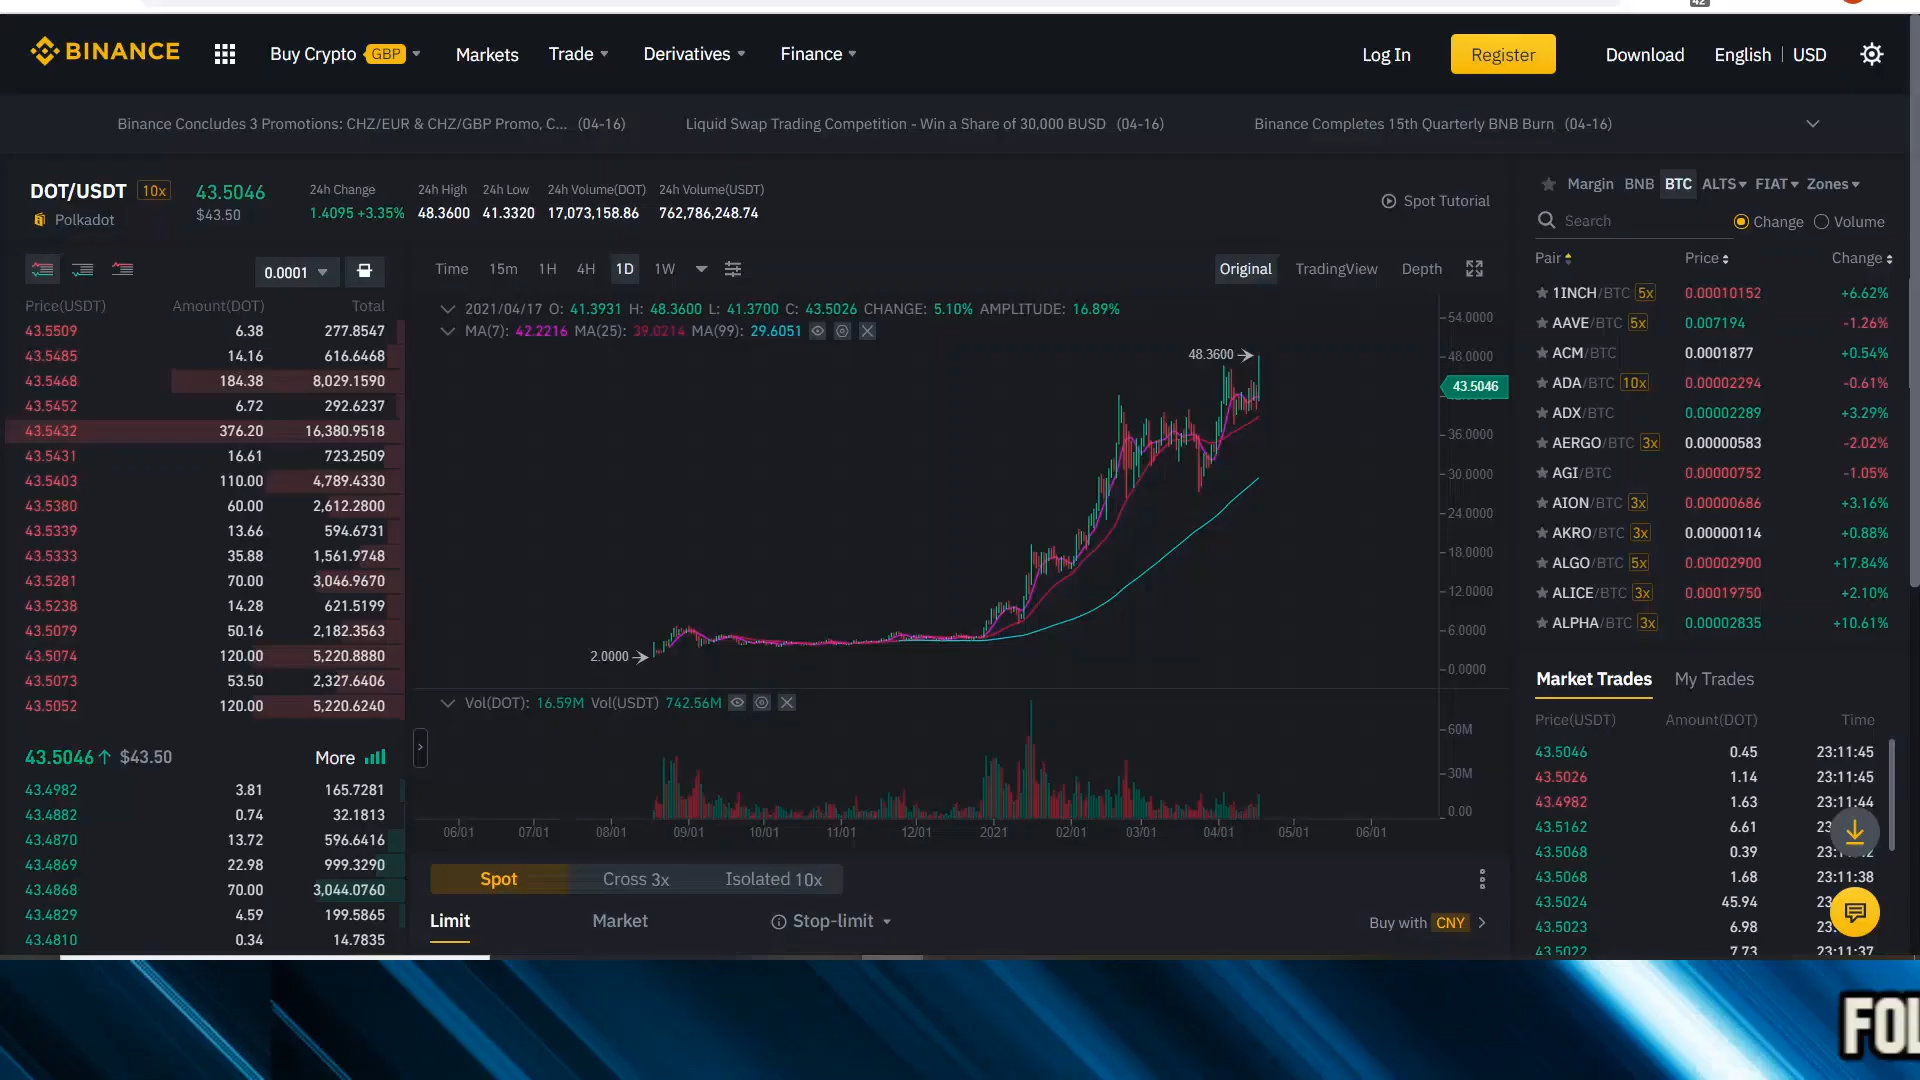 42
BINANCE
Buy Crypto GBP
Markets
Trade
Derivatives
Finance
Log In
Register
Download
English | USD
Binance Concludes 3 Promotions: CHZ/EUR & CHZ/GBP Promo, C... (04-16)
Liquid Swap Trading Competition - Win a Share of 30,000 BUSD (04-16)
Binance Completes 15th Quarterly BNB Burn (04-16)
DOT/USDT 10x
Polkadot
43.5046
$43.50
24h Change
1.4095 +3.35%
24h High
48.3600
24h Low
41.3320
24h Volume(DOT)
17,073,158.86
24h Volume(USDT)
762,786,248.74
Spot Tutorial
0.0001
Price(USDT) Amount(DOT) Total
43.5509 6.38 277.8547
43.5485 14.16 616.6468
43.5468 184.38 8,029.1590
43.5452 6.72 292.6237
43.5432 376.20 16,380.9518
43.5431 16.61 723.2509
43.5403 110.00 4,789.4330
43.5380 60.00 2,612.2800
43.5339 13.66 594.6731
43.5333 35.88 1,561.9748
43.5281 70.00 3,046.9670
43.5238 14.28 621.5199
43.5079 50.16 2,182.3563
43.5074 120.00 5,220.8880
43.5073 53.50 2,327.6406
43.5052 120.00 5,220.6240
43.5046↑ $43.50 More
43.4982 3.81 165.7281
43.4882 0.74 32.1813
43.4870 13.72 596.6416
43.4869 22.98 999.3290
43.4868 70.00 3,044.0760
43.4829 4.59 199.5865
43.4810 0.34 14.7835
Time 15m 1H 4H 1D 1W
Original TradingView Depth
2021/04/17 O: 41.3931 H: 48.3600 L: 41.3700 C: 43.5026 CHANGE: 5.10% AMPLITUDE: 16.89%
MA(7): 42.2216 MA(25): 39.0214 MA(99): 29.6051
48.3600
2.0000
54.0000
48.0000
43.5046
36.0000
30.0000
24.0000
18.0000
12.0000
6.0000
0.0000
Vol(DOT): 16.59M Vol(USDT) 742.56M
60M
30M
0.00
06/01 07/01 08/01 09/01 10/01 11/01 12/01 2021 02/01 03/01 04/01 05/01 06/01
Spot Cross 3x Isolated 10x
Limit Market Stop-limit
Buy with CNY
Margin BNB BTC ALTS FIAT Zones
Search
Change Volume
Pair Price Change
1INCH/BTC 5x 0.00010152 +6.62%
AAVE/BTC 5x 0.007194 -1.26%
ACM/BTC 0.0001877 +0.54%
ADA/BTC 10x 0.00002294 -0.61%
ADX/BTC 0.00002289 +3.29%
AERGO/BTC 3x 0.00000583 -2.02%
AGI/BTC 0.00000752 -1.05%
AION/BTC 3x 0.00000686 +3.16%
AKRO/BTC 3x 0.00000114 +0.88%
ALGO/BTC 5x 0.00002900 +17.84%
ALICE/BTC 3x 0.00019750 +2.10%
ALPHA/BTC 3x 0.00002835 +10.61%
Market Trades My Trades
Price(USDT) Amount(DOT) Time
43.5046 0.45 23:11:45
43.5026 1.14 23:11:45
43.4982 1.63 23:11:44
43.5162 6.61
43.5068 0.39
43.5068 1.68 23:11:38
43.5024 45.94
43.5023 6.98
43.5022 7.73 23:11:37
FOL